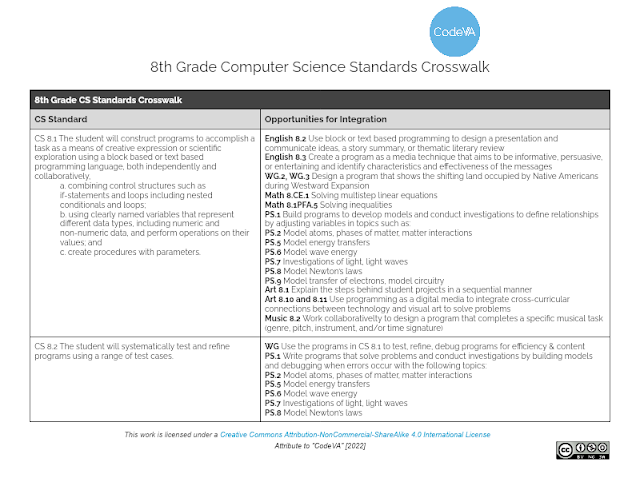 CodeVA
8th Grade Computer Science Standards Crosswalk
8th Grade CS Standards Crosswalk
CS Standard
Opportunities for Integration
CS 8.1 The student will construct programs to accomplish a
task as a means of creative expression or scientific
exploration using a block based or text based
programming language, both independently and
collaboratively,
a. combining control structures such as
if-statements and loops including nested
conditionals and loops;
b. using clearly named variables that represent
different data types, including numeric and
non-numeric data, and perform operations on their
values; and
c. create procedures with parameters.
English 8.2 Use block or text based programming to design a presentation and
communicate ideas, a story summary, or thematic literary review
English 8.3 Create a program as a media technique that aims to be informative, persuasive,
or entertaining and identify characteristics and effectiveness of the messages
WG.2, WG.3 Design a program that shows the shifting land occupied by Native Americans
during Westward Expansion
Math 8.CE.1 Solving multistep linear equations
Math 8.1PFA.5 Solving inequalities
PS.1 Build programs to develop models and conduct investigations to define relationships
by adjusting variables in topics such as:
PS.2 Model atoms, phases of matter, matter interactions
PS.5 Model energy transfers
PS.6 Model wave energy
PS.7 Investigations of light, light waves
PS.8 Model Newton's laws
PS.9 Model transfer of electrons, model circuitry
Art 8.1 Explain the steps behind student projects in a sequential manner
Art 8.10 and 8.11 Use programming as a digital media to integrate cross-curricular
connections between technology and visual art to solve problems
Music 8.2 Work collaborativelty to design a program that completes a specific musical task
(genre, pitch, instrument, and/or time signature)
CS 8.2 The student will systematically test and refine
programs using a range of test cases.
WG Use the programs in CS 8.1 to test, refine, debug programs for efficiency & content
PS.1 Write programs that solve problems and conduct investigations by building models
and debugging when errors occur with the following topics:
PS.2 Model atoms, phases of matter, matter interactions
PS.5 Model energy transfers
PS.6 Model wave energy
PS.7 Investigations of light, light waves
PS.8 Model Newton's laws
This work is licensed under a Creative Commons Attribution-NonCommercial-ShareAlike 4.0 International License
Attribute to "CodeVA" [2022]
cc
BY NC SA